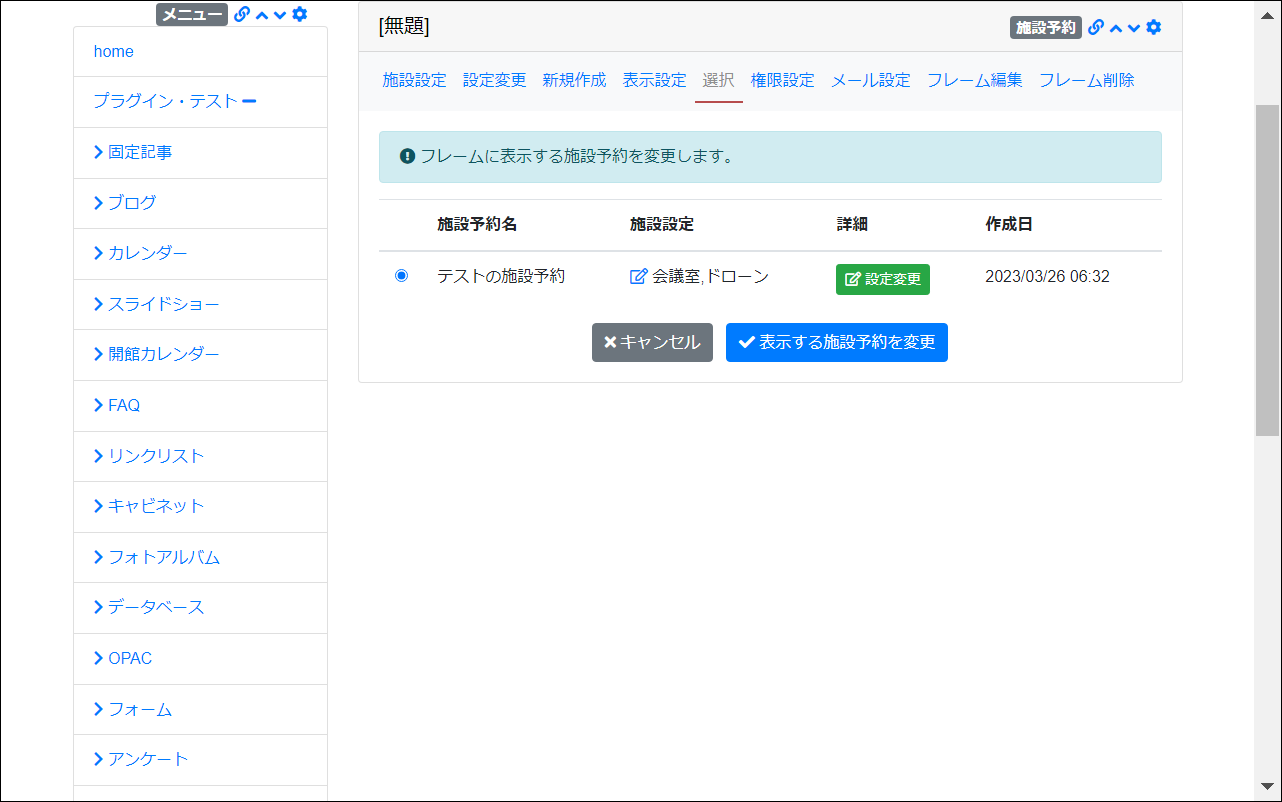 メニュー
home
プラグイン・テスト
固定記事
ブログ
カレンダー
スライドショー
開館カレンダー
FAQ
リンクリスト
キャビネット
フォトアルバム
データベース
OPAC
フォーム
アンケート
[無題]
施設予約
施設設定 設定変更 新規作成 表示設定 選択 権限設定 メール設定 フレーム編集 フレーム削除
フレームに表示する施設予約を変更します。
施設予約名 施設設定 詳細 作成日
テストの施設予約 会議室,ドローン 設定変更 2023/03/26 06:32
キャンセル 表示する施設予約を変更